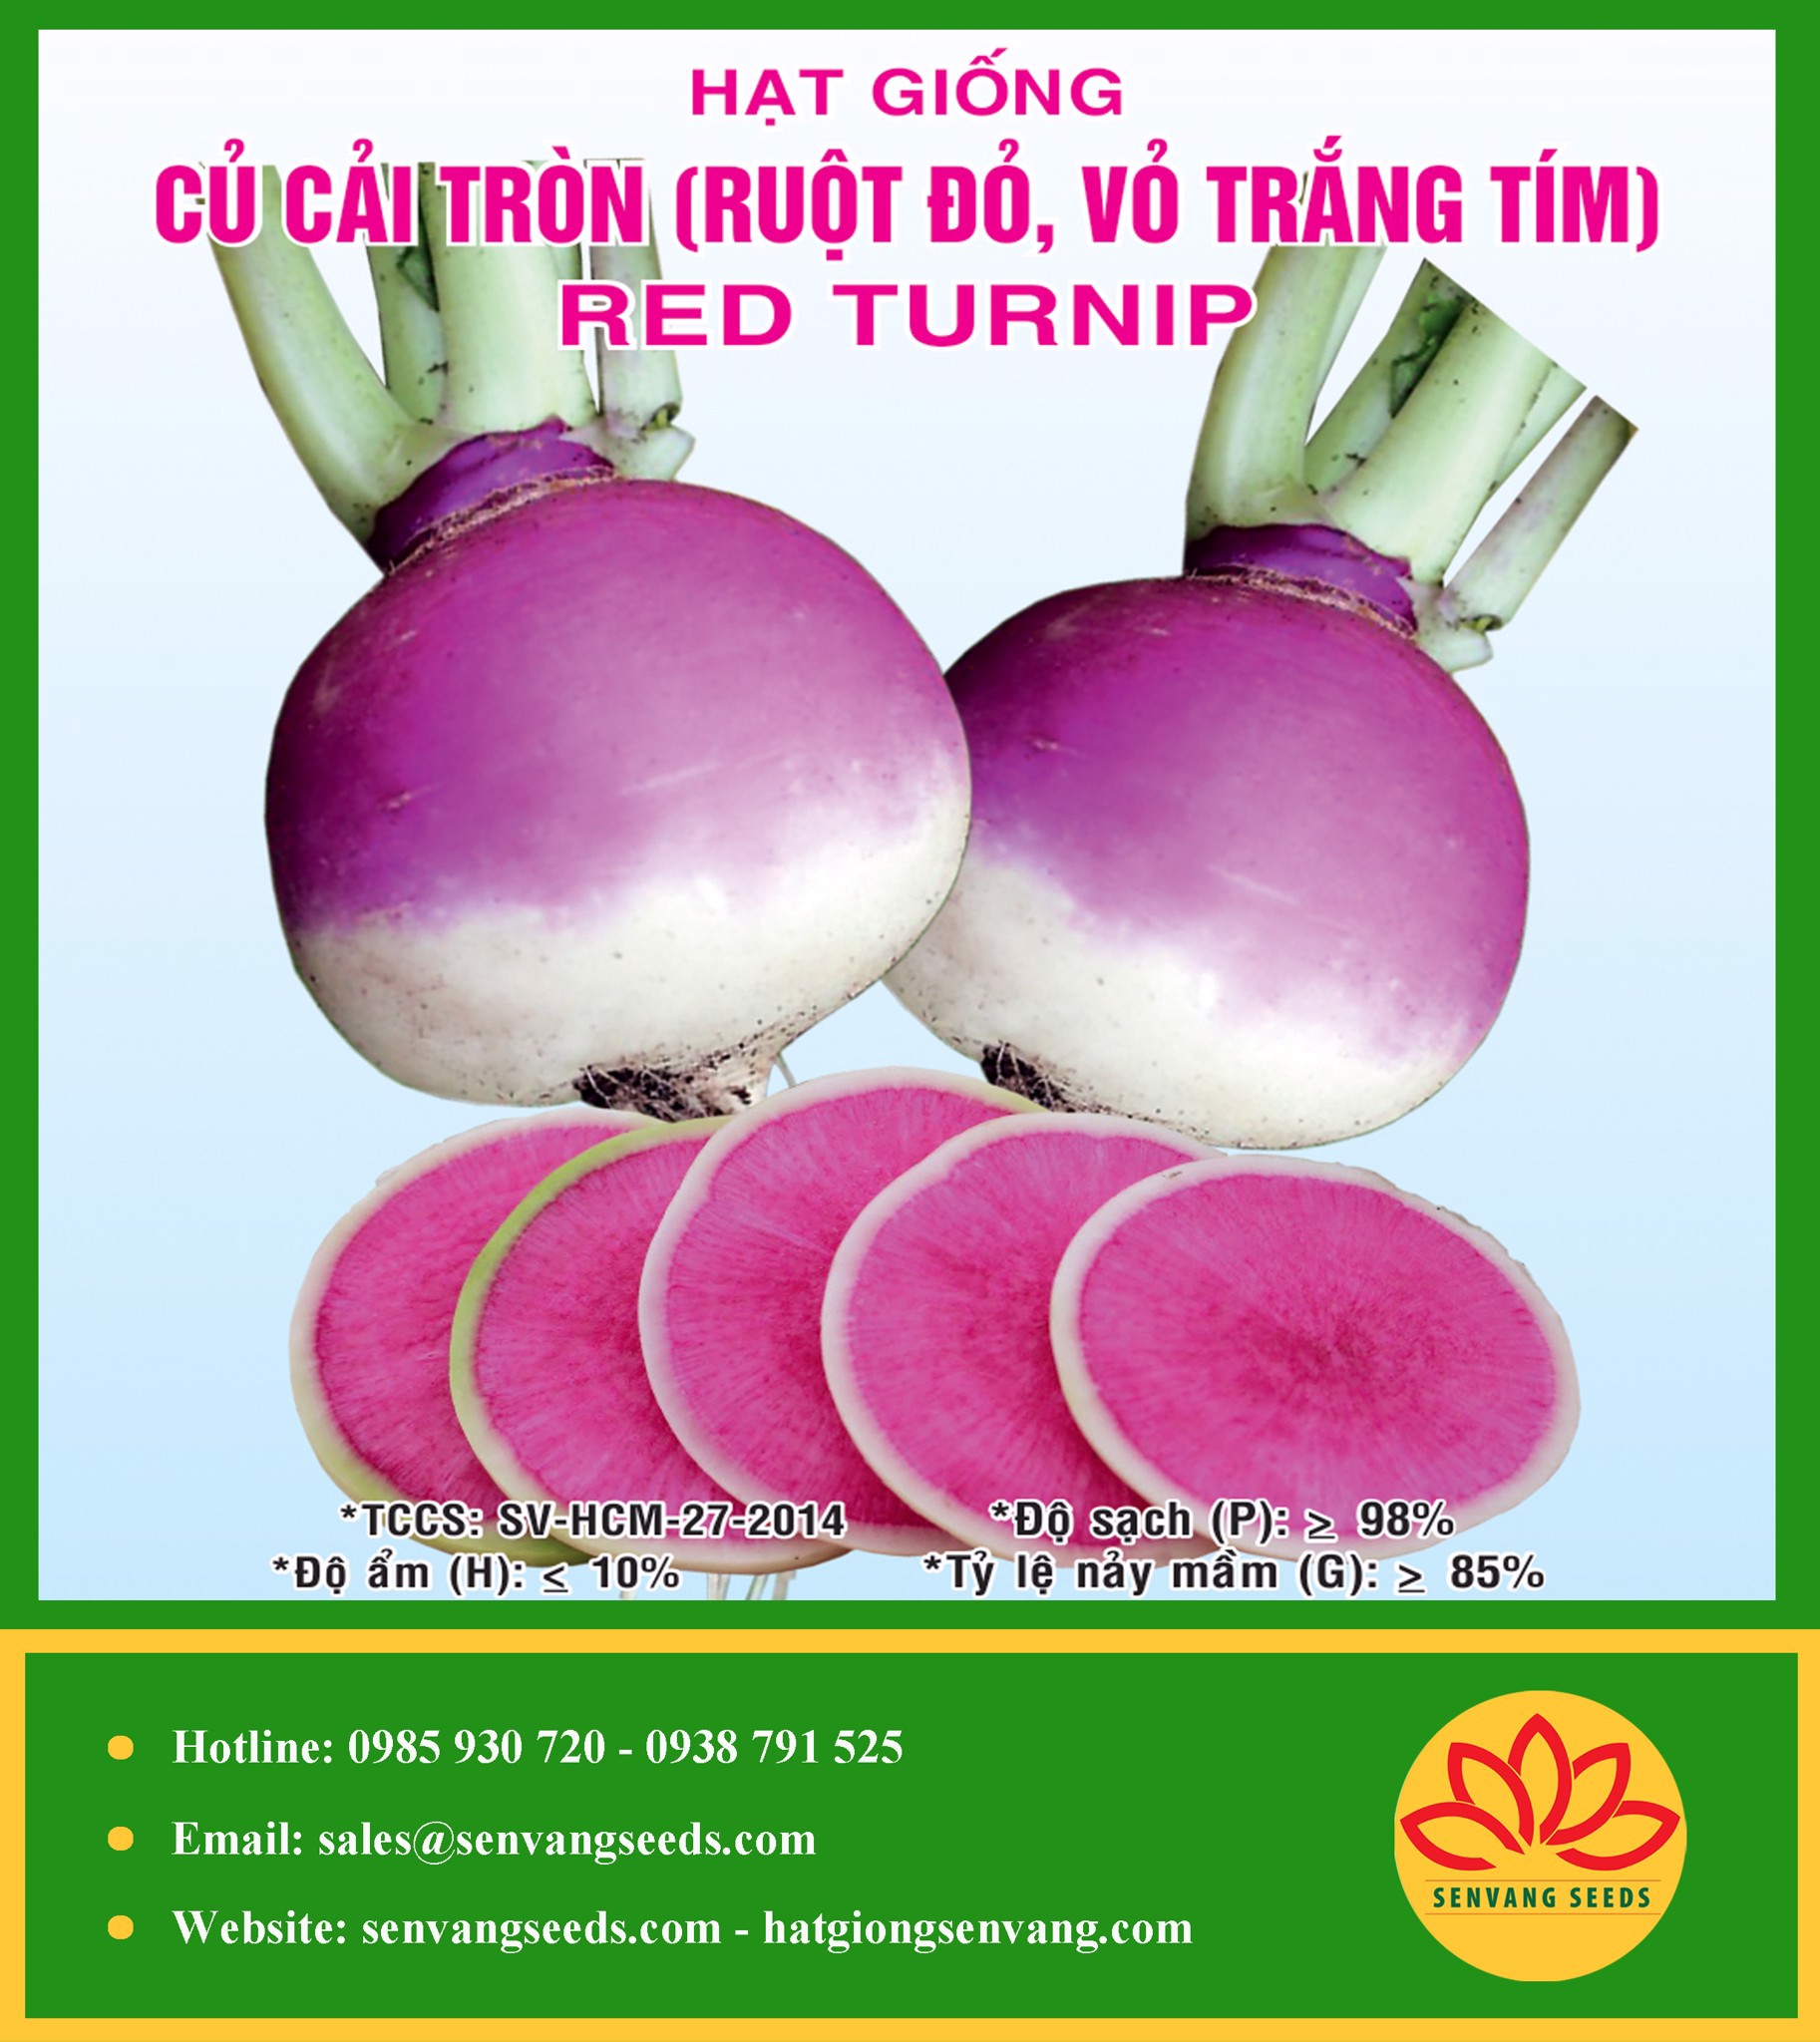 HẠT GIỐNG
CỦ CẢI TRÒN (RUỘT ĐỎ, VỎ TRẮNG TÍM)
RED TURNIP
*TCCS: SV-HCM-27-2014 *Độ sạch (P): ≥ 98%
*Độ ẩm (H): ≤ 10% *Tỷ lệ nảy mầm (G): ≥ 85%
Hotline: 0985 930 720 - 0938 791 525
Email: sales@senvangseeds.com
Website: senvangseeds.com - hatgiongsenvang.com
SENVANG SEEDS